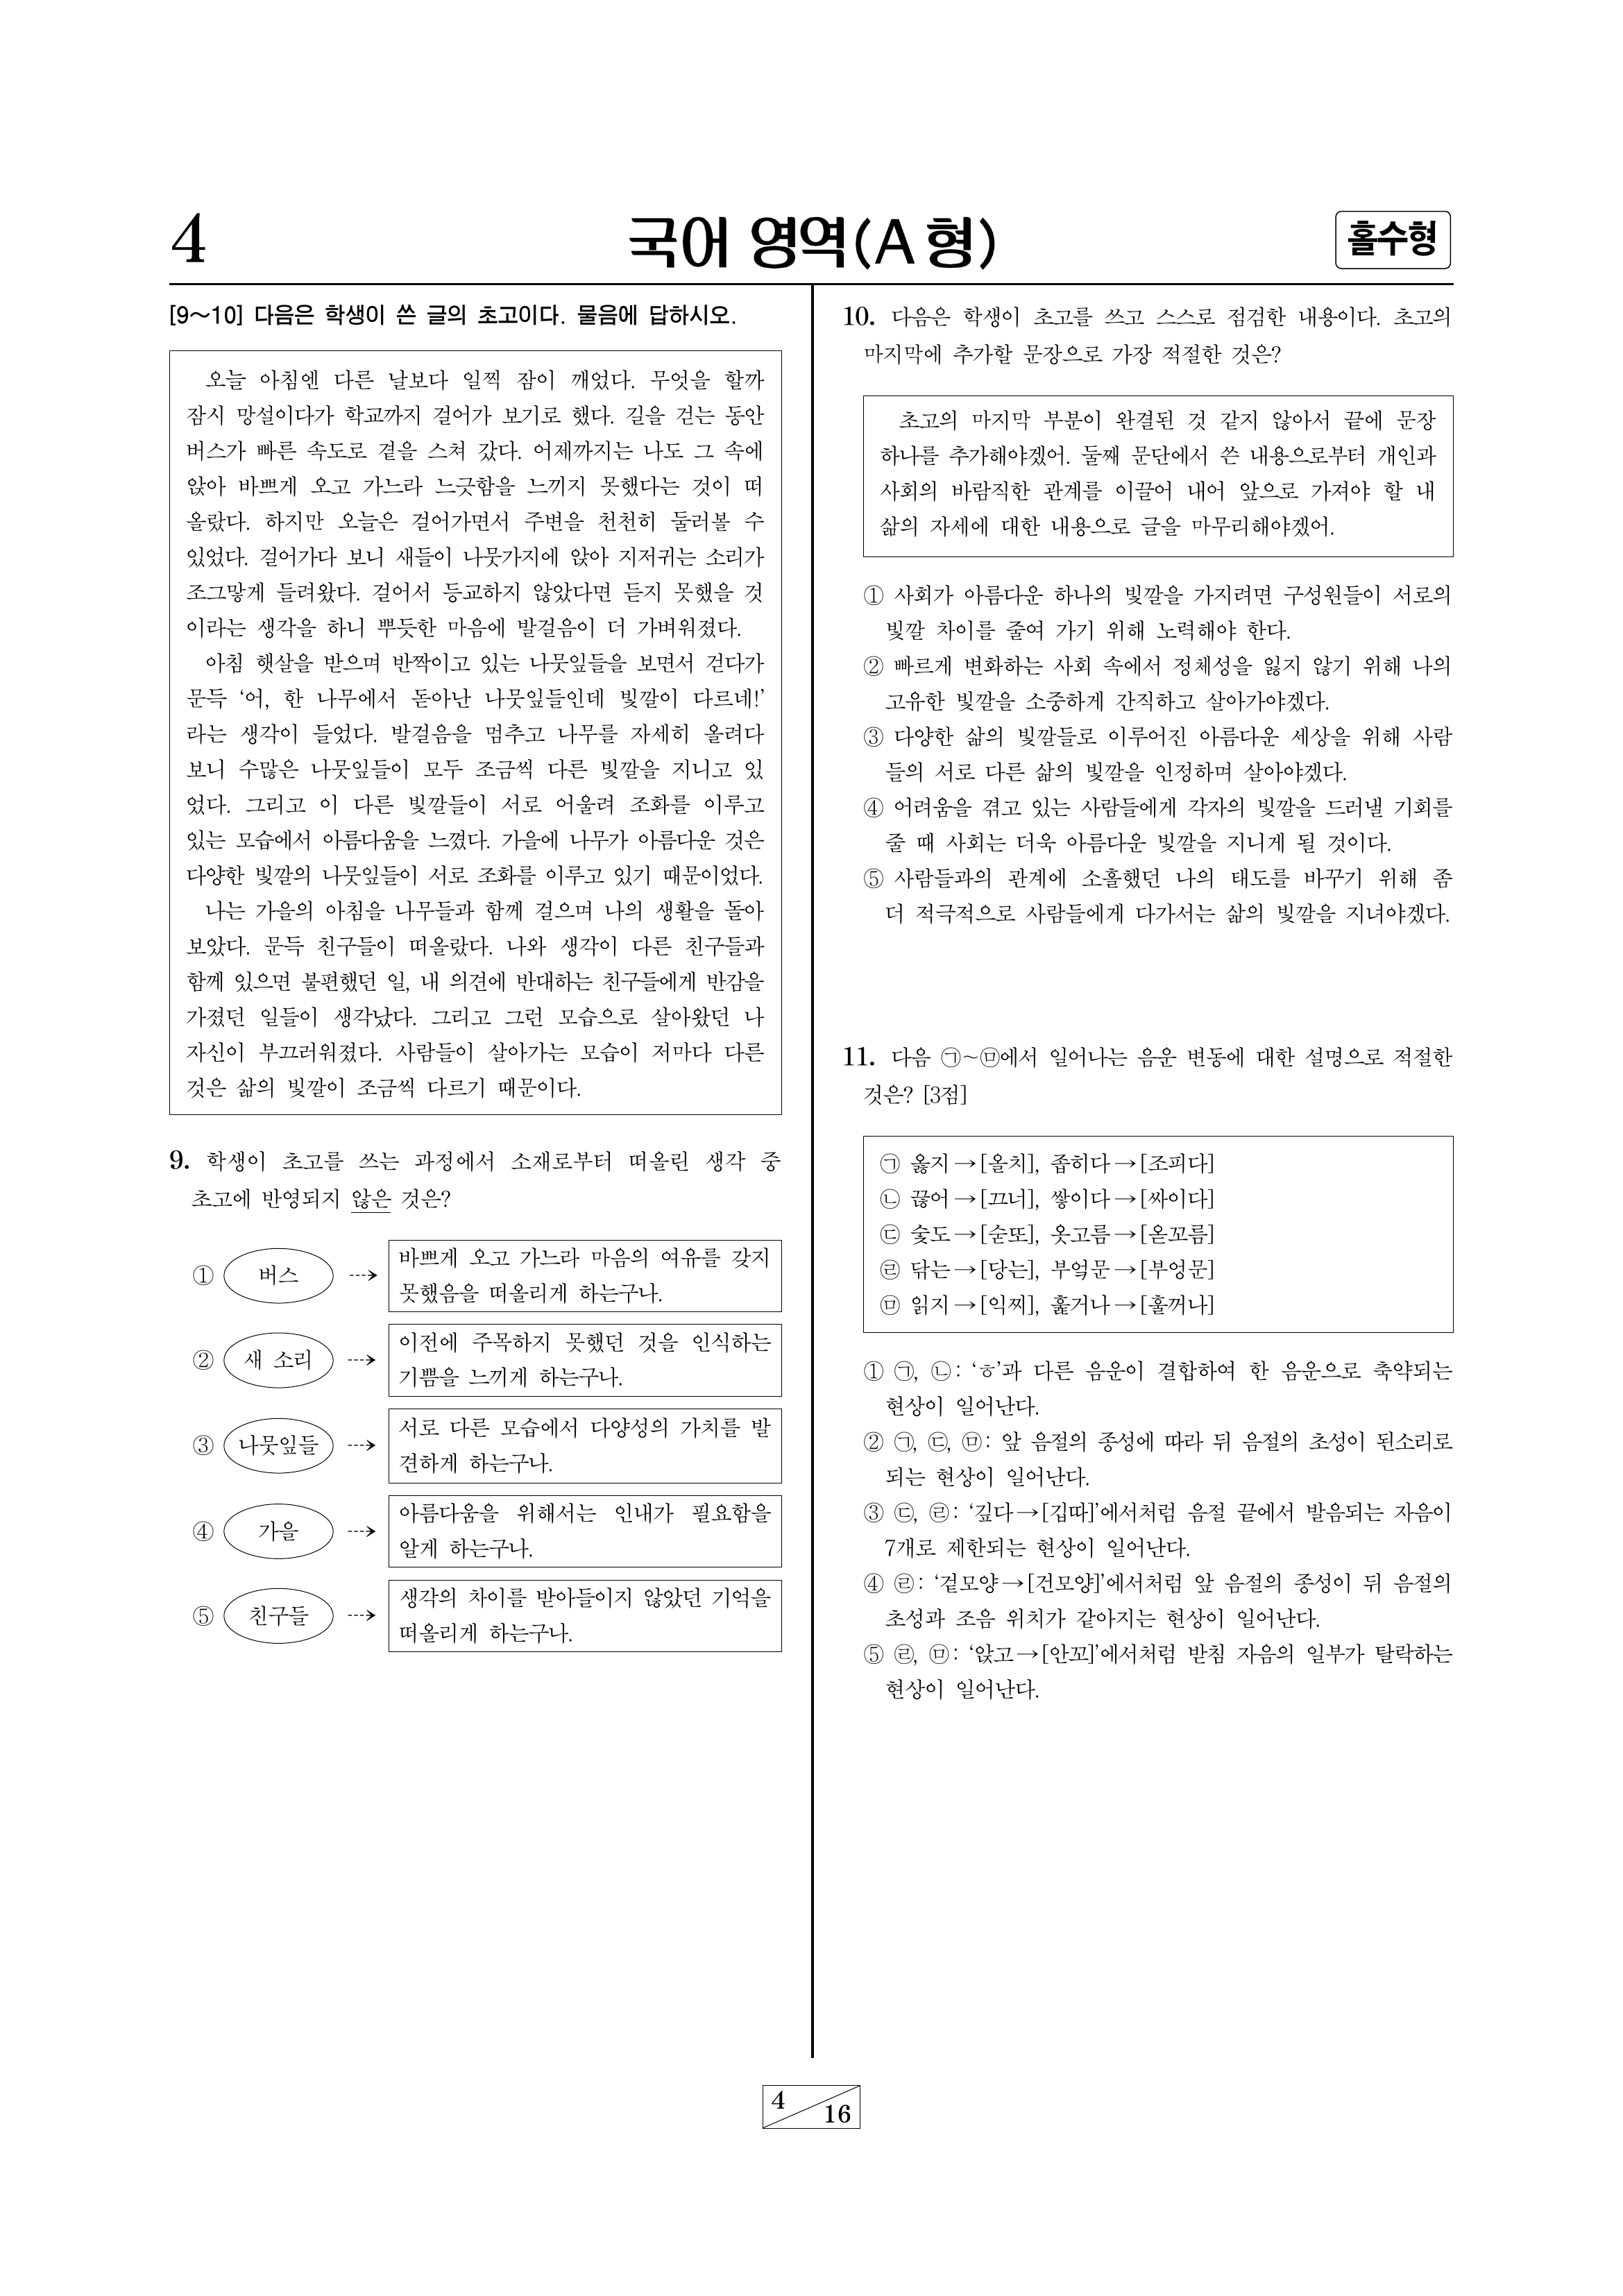 4
국어 영역(A 형)
홀수형
[9~10] 다음은 학생이 쓴 글의 초고이다. 물음에 답하시오.
오늘 아침엔 다른 날보다 일찍 잠이 깨었다. 무엇을 할까
잠시 망설이다가 학교까지 걸어가 보기로 했다. 길을 걷는 동안
버스가 빠른 속도로 곁을 스쳐 갔다. 어제까지는 나도 그 속에
앉아 바쁘게 오고 가느라 느긋함을 느끼지 못했다는 것이 떠
올랐다. 하지만 오늘은 걸어가면서 주변을 천천히 둘러볼 수
있었다. 걸어가다 보니 새들이 나뭇가지에 앉아 지저귀는 소리가
조그맣게 들려왔다. 걸어서 등교하지 않았다면 듣지 못했을 것
이라는 생각을 하니 뿌듯한 마음에 발걸음이 더 가벼워졌다.
아침 햇살을 받으며 반짝이고 있는 나뭇잎들을 보면서 걷다가
문득 ‘어, 한 나무에서 돋아난 나뭇잎들인데 빛깔이 다르네!’
라는 생각이 들었다. 발걸음을 멈추고 나무를 자세히 올려다
보니 수많은 나뭇잎들이 모두 조금씩 다른 빛깔을 지니고 있
었다. 그리고 이 다른 빛깔들이 서로 어울려 조화를 이루고
있는 모습에서 아름다움을 느꼈다. 가을에 나무가 아름다운 것은
다양한 빛깔의 나뭇잎들이 서로 조화를 이루고 있기 때문이었다.
나는 가을의 아침을 나무들과 함께 걸으며 나의 생활을 돌아
보았다. 문득 친구들이 떠올랐다. 나와 생각이 다른 친구들과
함께 있으면 불편했던 일, 내 의견에 반대하는 친구들에게 반감을
가졌던 일들이 생각났다. 그리고 그런 모습으로 살아왔던 나
자신이 부끄러워졌다. 사람들이 살아가는 모습이 저마다 다른
것은 삶의 빛깔이 조금씩 다르기 때문이다.
9. 학생이 초고를 쓰는 과정에서 소재로부터 떠올린 생각 중
초고에 반영되지 않은 것은?
① 버스 ⇢ 바쁘게 오고 가느라 마음의 여유를 갖지
못했음을 떠올리게 하는구나.
② 새 소리 ⇢ 이전에 주목하지 못했던 것을 인식하는
기쁨을 느끼게 하는구나.
③ 나뭇잎들 ⇢ 서로 다른 모습에서 다양성의 가치를 발
견하게 하는구나.
④ 가을 ⇢ 아름다움을 위해서는 인내가 필요함을
알게 하는구나.
⑤ 친구들 ⇢ 생각의 차이를 받아들이지 않았던 기억을
떠올리게 하는구나.
10. 다음은 학생이 초고를 쓰고 스스로 점검한 내용이다. 초고의
마지막에 추가할 문장으로 가장 적절한 것은?
초고의 마지막 부분이 완결된 것 같지 않아서 끝에 문장
하나를 추가해야겠어. 둘째 문단에서 쓴 내용으로부터 개인과
사회의 바람직한 관계를 이끌어 내어 앞으로 가져야 할 내
삶의 자세에 대한 내용으로 글을 마무리해야겠어.
① 사회가 아름다운 하나의 빛깔을 가지려면 구성원들이 서로의
빛깔 차이를 줄여 가기 위해 노력해야 한다.
② 빠르게 변화하는 사회 속에서 정체성을 잃지 않기 위해 나의
고유한 빛깔을 소중하게 간직하고 살아가야겠다.
③ 다양한 삶의 빛깔들로 이루어진 아름다운 세상을 위해 사람
들의 서로 다른 삶의 빛깔을 인정하며 살아야겠다.
④ 어려움을 겪고 있는 사람들에게 각자의 빛깔을 드러낼 기회를
줄 때 사회는 더욱 아름다운 빛깔을 지니게 될 것이다.
⑤ 사람들과의 관계에 소홀했던 나의 태도를 바꾸기 위해 좀
더 적극적으로 사람들에게 다가서는 삶의 빛깔을 지녀야겠다.
11. 다음 ㉠~㉤에서 일어나는 음운 변동에 대한 설명으로 적절한
것은? [3점]
㉠ 옳지→[올치], 좁히다→[조피다]
㉡ 끊어→[끄너], 쌓이다→[싸이다]
㉢ 숯도→[숟또], 옷고름→[옫꼬름]
㉣ 닦는→[당는], 부엌문→[부엉문]
㉤ 읽지→[익찌], 훑거나→[훌꺼나]
① ㉠, ㉡: ‘ㅎ’과 다른 음운이 결합하여 한 음운으로 축약되는
현상이 일어난다.
② ㉠, ㉢, ㉤: 앞 음절의 종성에 따라 뒤 음절의 초성이 된소리로
되는 현상이 일어난다.
③ ㉢, ㉣: ‘깊다→[깁따]’에서처럼 음절 끝에서 발음되는 자음이
7개로 제한되는 현상이 일어난다.
④ ㉣: ‘겉모양→[건모양]’에서처럼 앞 음절의 종성이 뒤 음절의
초성과 조음 위치가 같아지는 현상이 일어난다.
⑤ ㉣, ㉤: ‘앉고→[안꼬]’에서처럼 받침 자음의 일부가 탈락하는
현상이 일어난다.
4
16